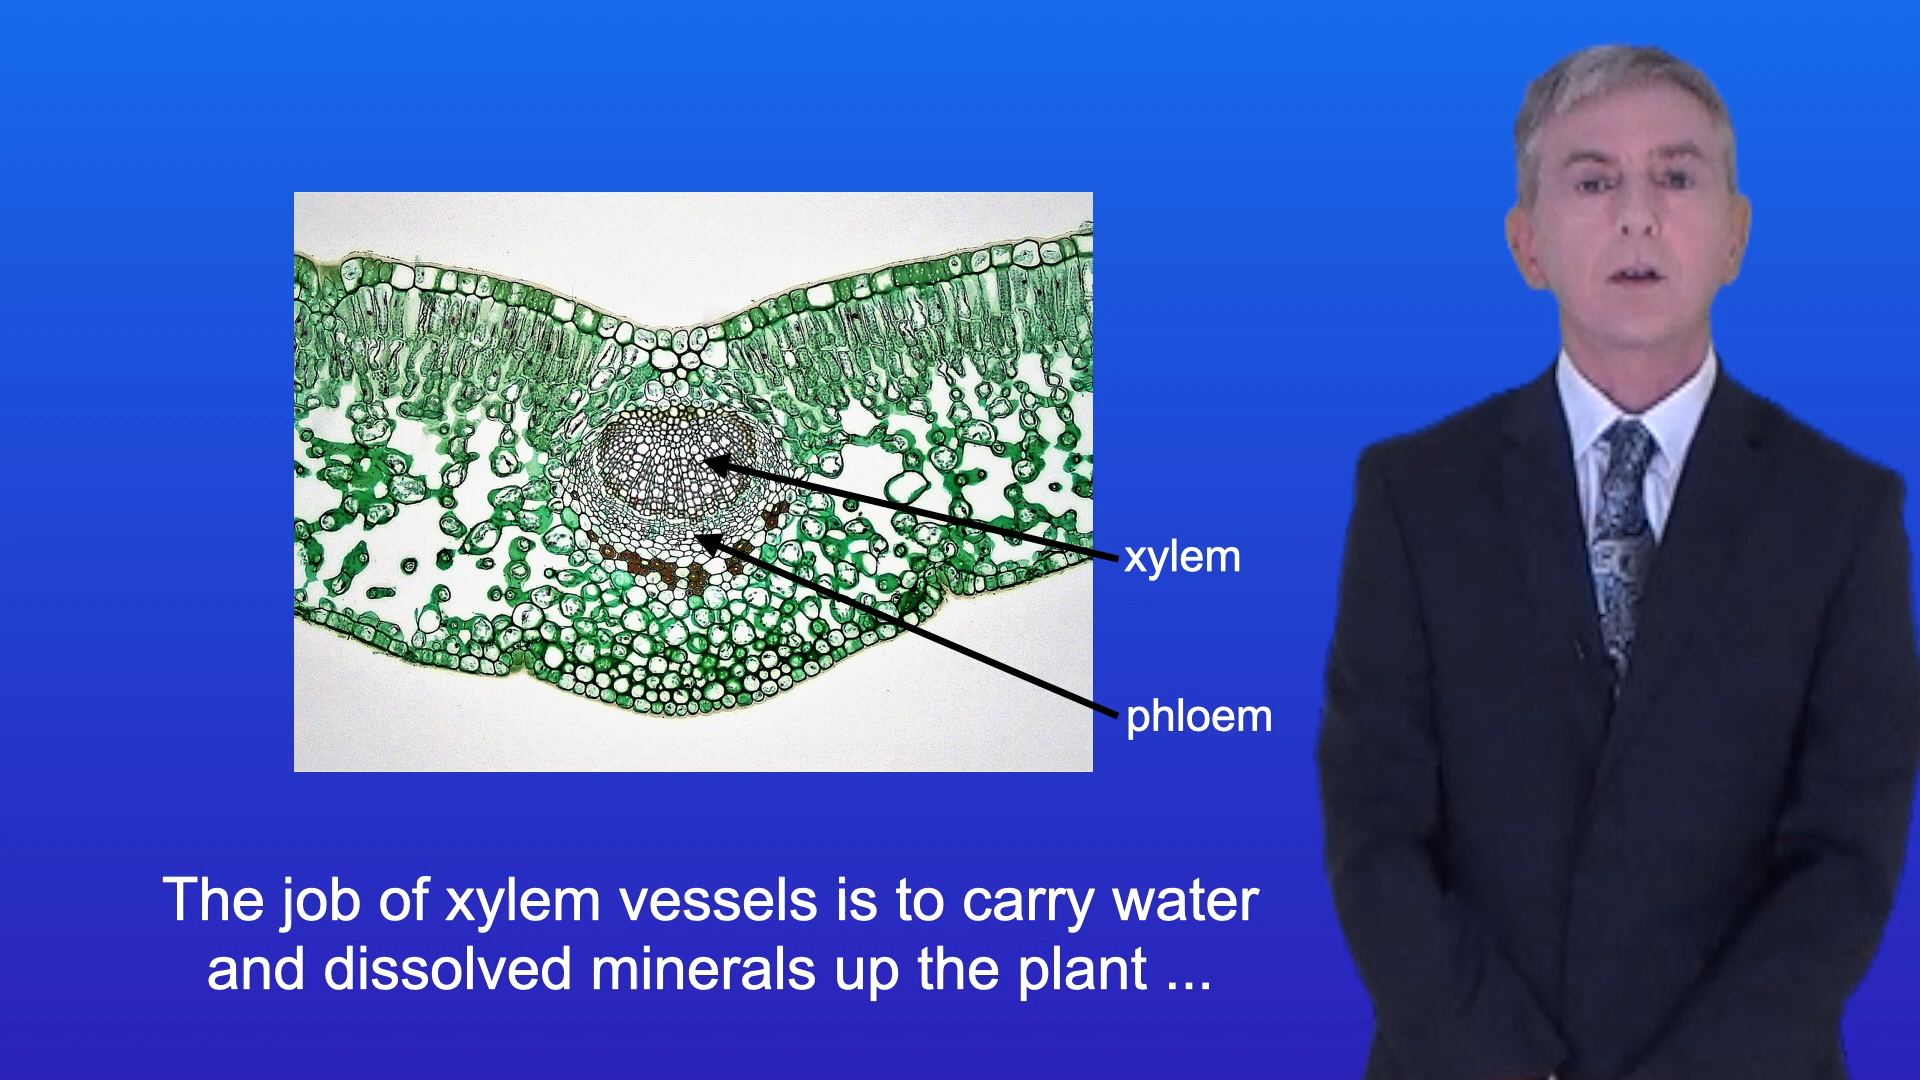 xylem
phloem
The job of xylem vessels is to carry water
and dissolved minerals up the plant ...